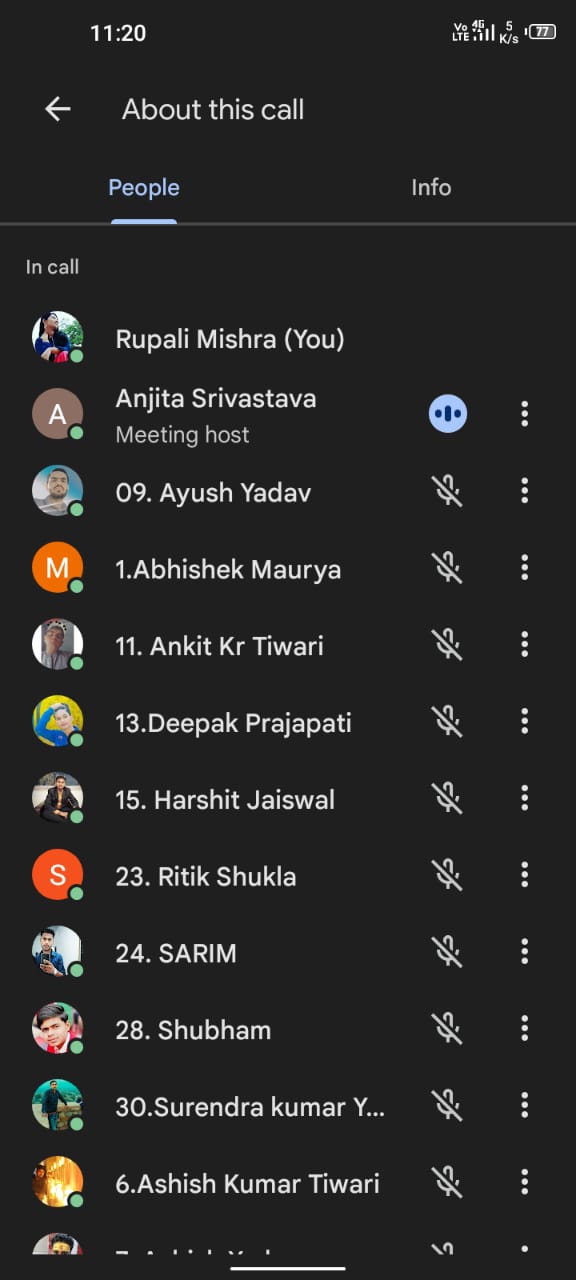 11:20
Vo LTE 4G 5 K/s 77
About this call
People Info
In call
Rupali Mishra (You)
A
Anjita Srivastava
Meeting host
09. Ayush Yadav
M
1.Abhishek Maurya
11. Ankit Kr Tiwari
13.Deepak Prajapati
15. Harshit Jaiswal
S
23. Ritik Shukla
24. SARIM
28. Shubham
30.Surendra kumar Y...
6.Ashish Kumar Tiwari